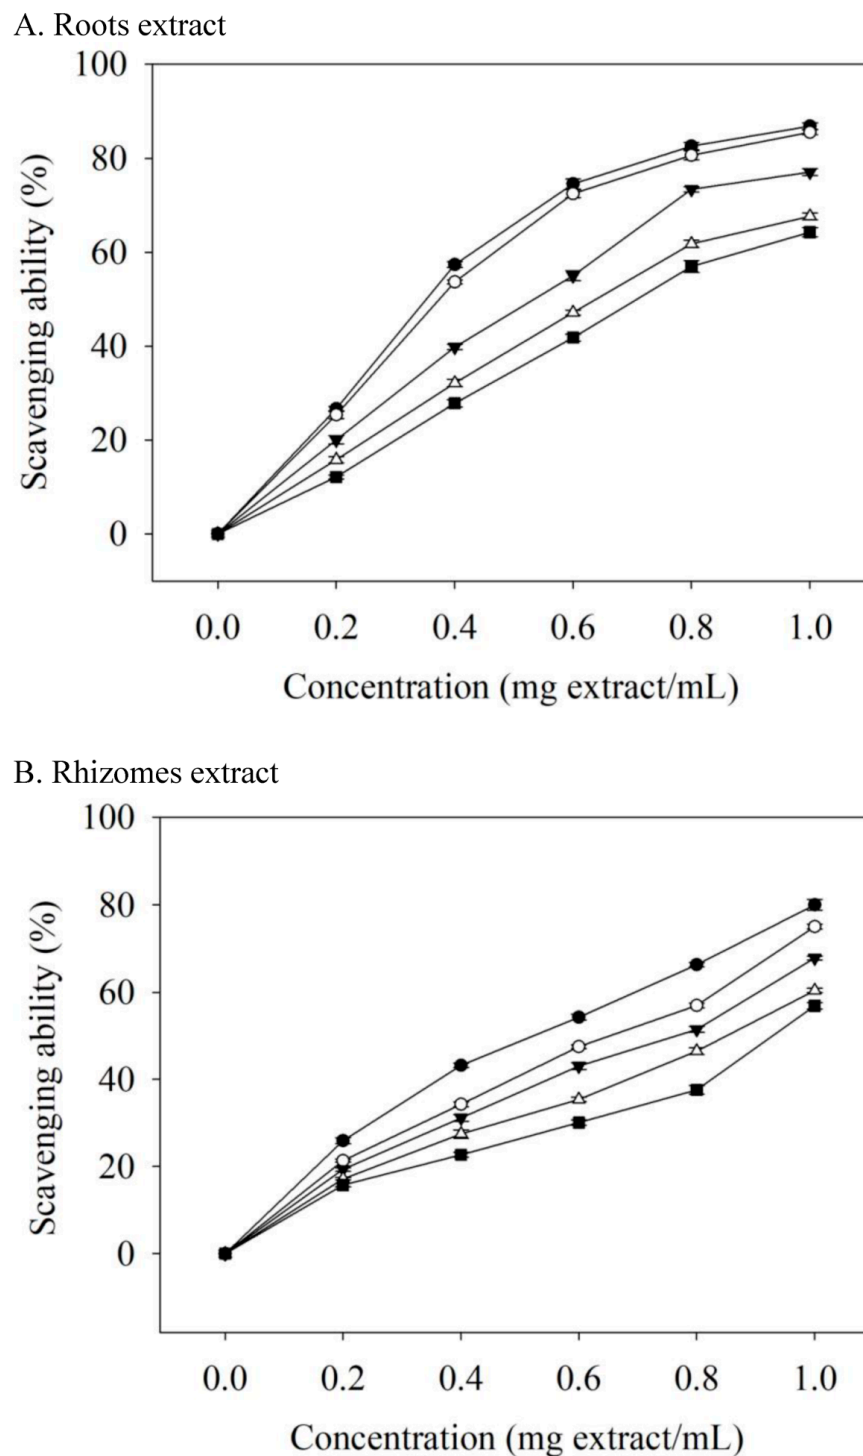 A. Roots extract
100
80
60
40
20
0
Scavenging ability (%)
0.0 0.2 0.4 0.6 0.8 1.0
Concentration (mg extract/mL)
B. Rhizomes extract
100
80
60
40
20
0
Scavenging ability (%)
0.0 0.2 0.4 0.6 0.8 1.0
Concentration (mg extract/mL)